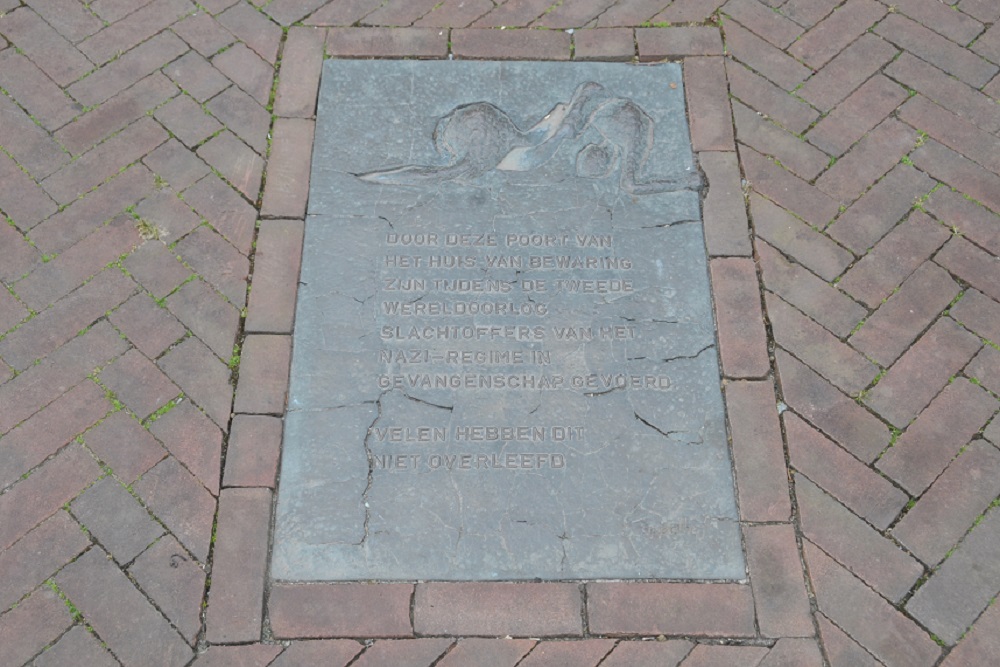 DOOR DEZE POORT VAN
HET HUIS VAN BEWARING
ZIJN TIJDENS DE TWEEDE
WERELDOORLOG
SLACHTOFFERS VAN HET
NAZI-REGIME IN
GEVANGENSCHAP GEVOERD.
VELEN HEBBEN DIT
NIET OVERLEEFD